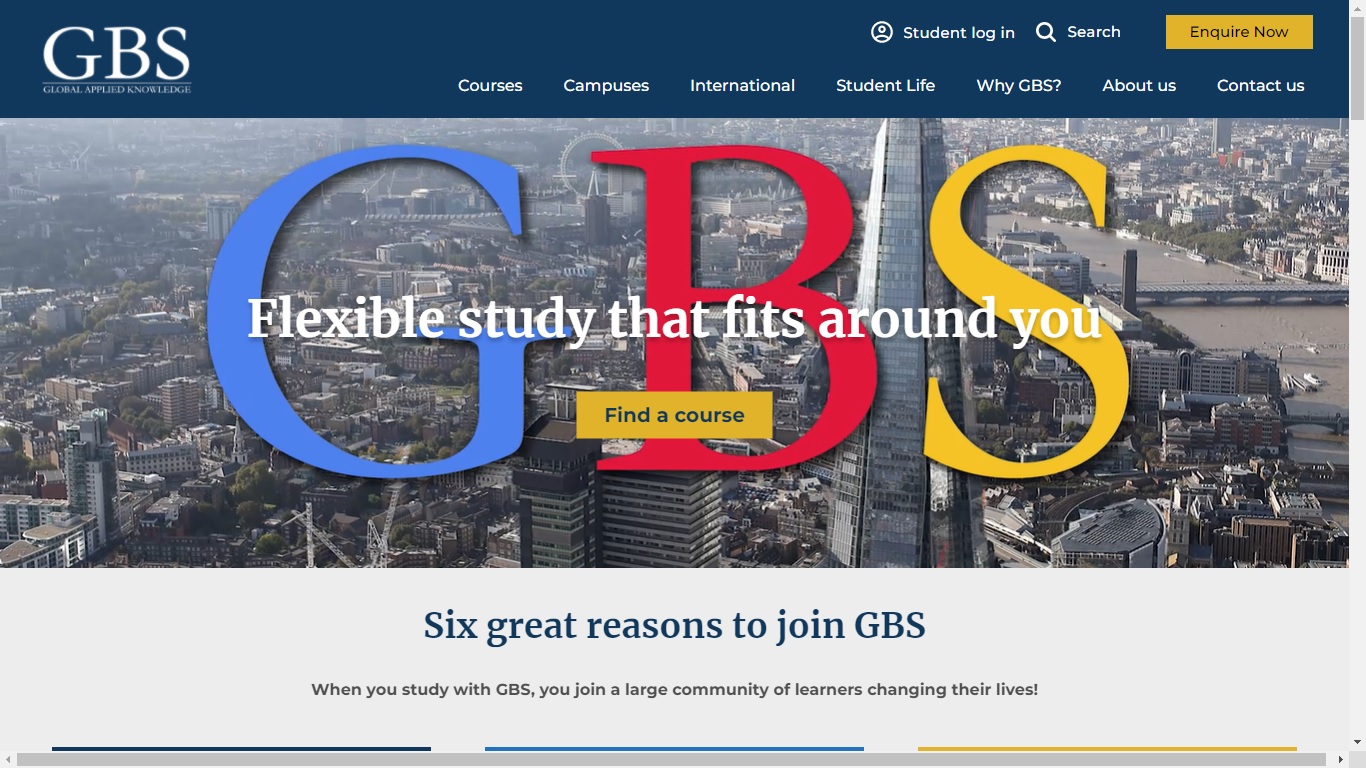 GBS
GLOBAL APPLIED KNOWLEDGE
Student log in
Search
Enquire Now
Courses
Campuses
International
Student Life
Why GBS?
About us
Contact us
GBS
Flexible study that fits around you
Find a course
Six great reasons to join GBS
When you study with GBS, you join a large community of learners changing their lives!